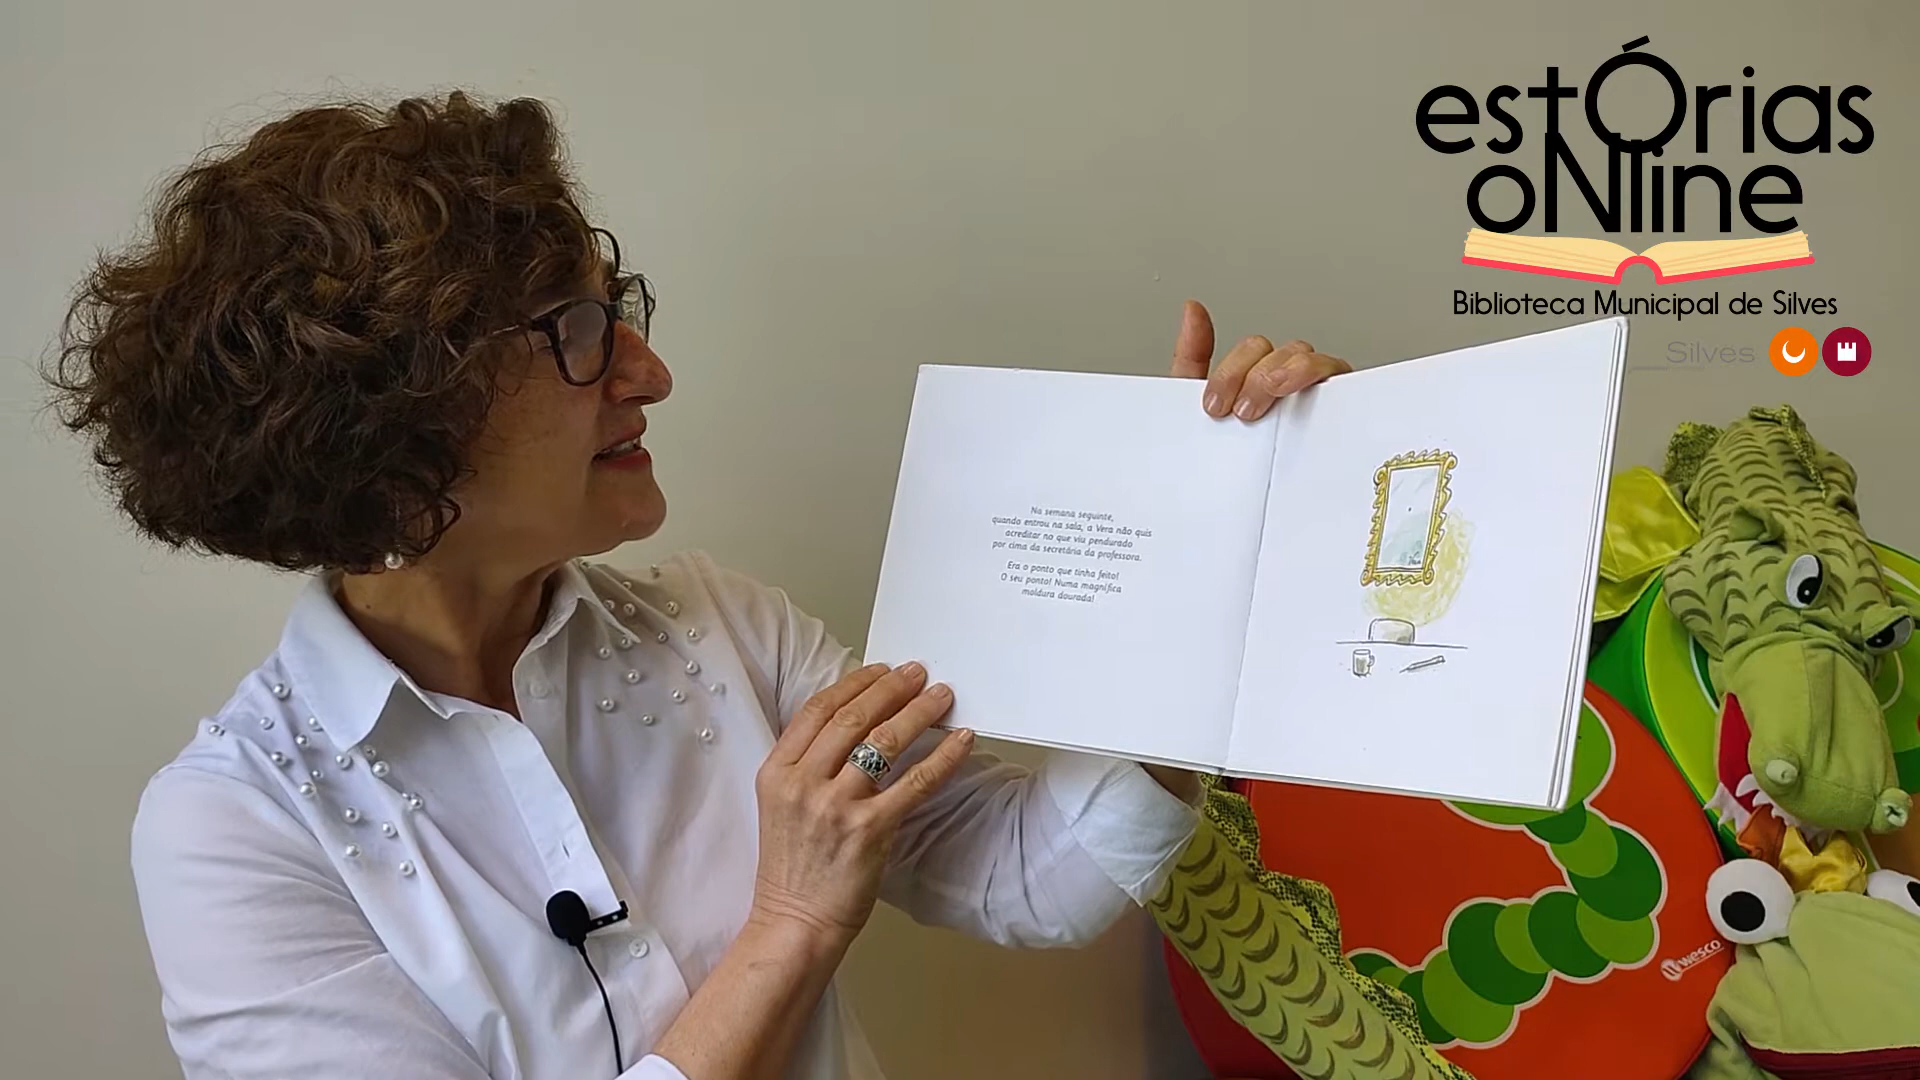 estÓrias
oNline
Biblioteca Municipal de Silves
Silves
Na semana seguinte,
quando entrou na sala, a Vera não quis
acreditar no que viu pendurado
por cima da secretária da professora.
Era o ponto que tinha feito!
O seu ponto! Numa magnífica
moldura dourada!
wesco